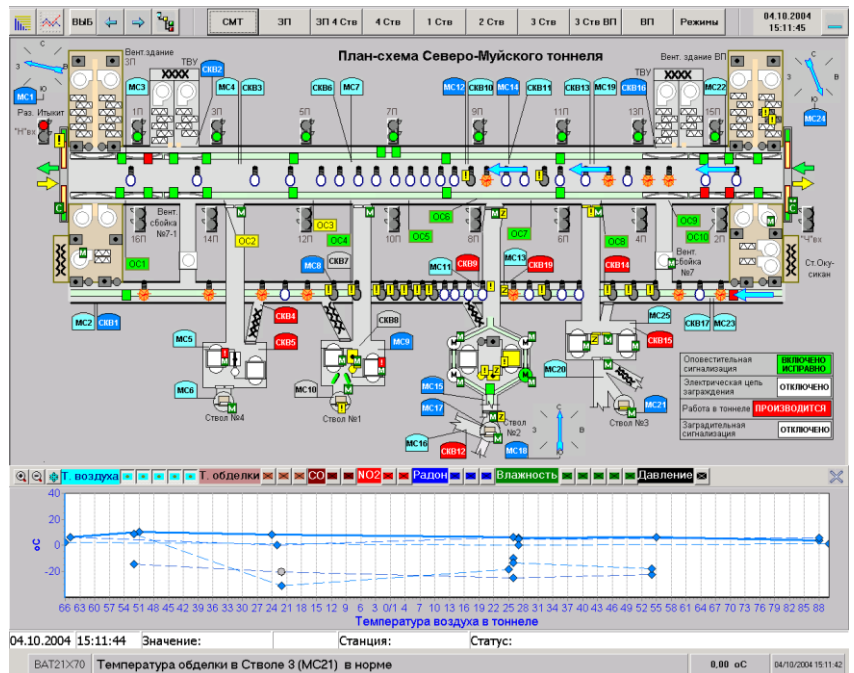 ВЫБ СМТ ЗП ЗП 4 Ств 4 Ств 1 Ств 2 Ств 3 Ств 3 Ств ВП ВП Режимы 04.10.2004
15:11:45
План-схема Северо-Муйского тоннеля
Вент.здание
ЗП
ТВУ
Вент. здание ВП
ТВУ
С
З В
Ю
С
З В
Ю
МС1 СКВ2 МС3 МС4 СКВ3 СКВ6 МС7 МС12 СКВ10 МС14 СКВ11 СКВ13 МС19 СКВ16 МС22 МС24
Раз. Итыкит
"Н"вх
1П 3П 5П 7П 9П 11П 13П 15П
Вент.
сбойка
№7-1
16П 14П 12П 10П 8П 6П 4П 2П
ОС1 ОС2 ОС3 ОС4 ОС5 ОС6 ОС7 ОС8 ОС9 ОС10
"Ч"вх
Ст.Оку-
сикан
Вент.
сбойка
№7
МС8 СКВ7 МС11 СКВ9 МС13 СКВ19 СКВ14
МС2 СКВ1 СКВ4 СКВ8 МС25 СКВ17 МС23
МС5 СКВ5 МС9 СКВ15
МС6 МС10 МС15 МС20
МС17 МС21
Ствол №4 Ствол №1 Ствол
№2 Ствол №3
МС16 СКВ12 МС18
С
З В
Оповестительная
сигнализация
ВКЛЮЧЕНО
ИСПРАВНО
Электрическая цепь
заграждения
ОТКЛЮЧЕНО
Работа в тоннеле ПРОИЗВОДИТСЯ
Заградительная
сигнализация
ОТКЛЮЧЕНО
Т. воздуха Т. обделки CO NO2 Радон Влажность Давление
40
20
0
-20
оС
66 63 60 57 54 51 48 45 42 39 36 33 30 27 24 21 18 15 12 9 6 3 0/1 4 7 10 13 16 19 22 25 28 31 34 37 40 43 46 49 52 55 58 61 64 67 70 73 76 79 82 85 88
Температура воздуха в тоннеле
04.10.2004 15:11:44 Значение: Станция: Статус:
ВАТ21×70 Температура обделки в Стволе 3 (МС21) в норме 0,00 оС 04/10/2004 15:11:42